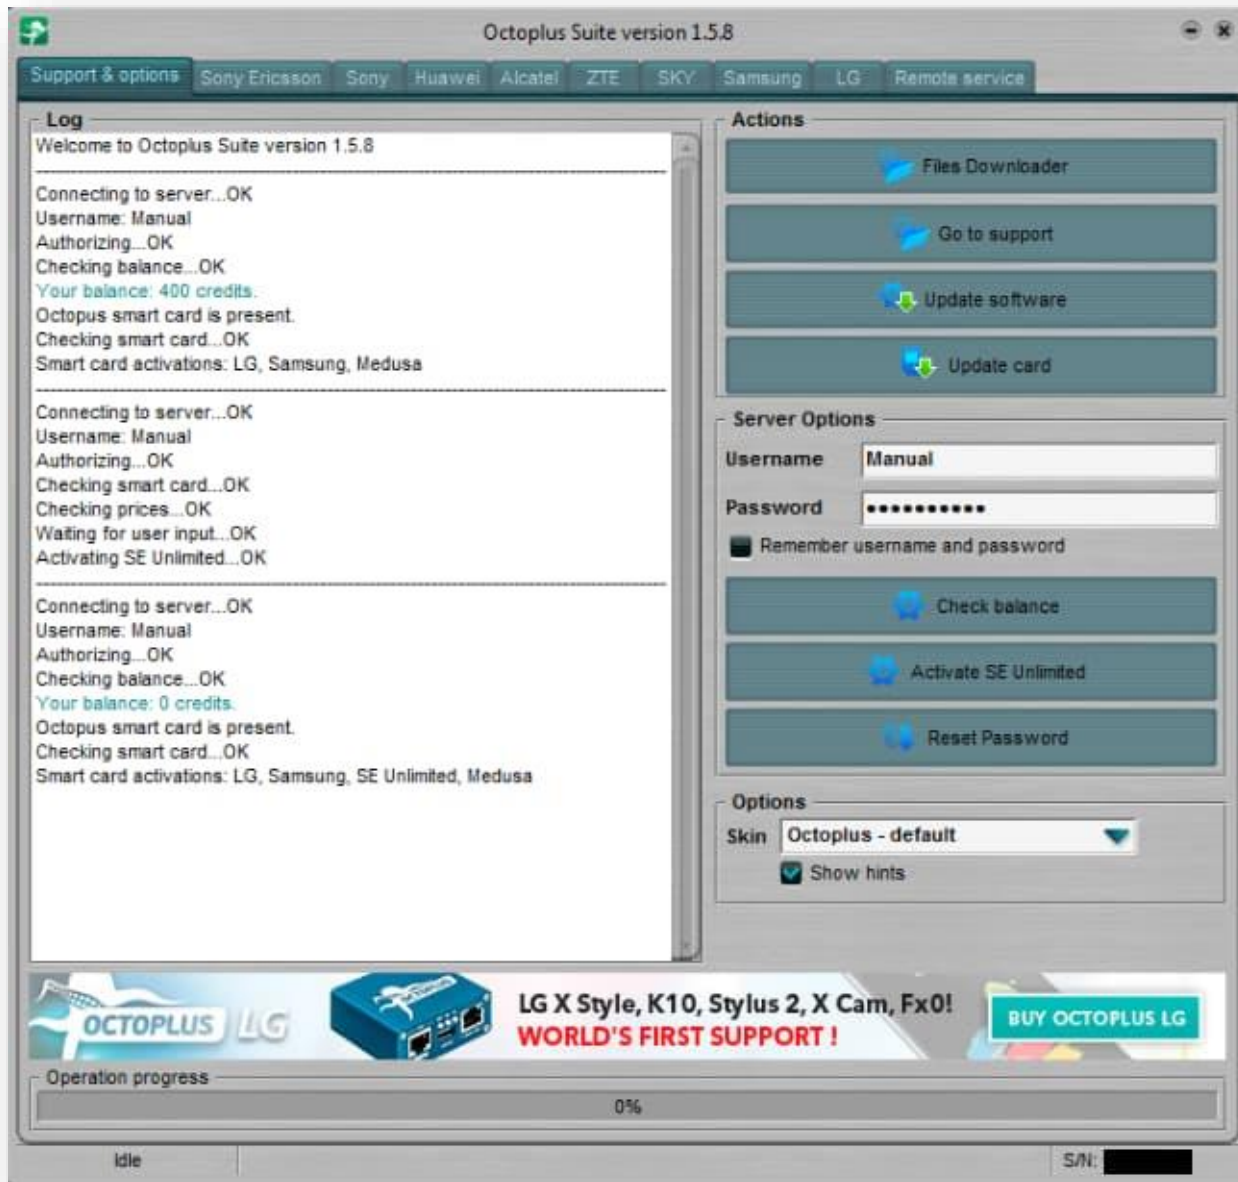 Octoplus Suite version 1.5.8
Support & options
Sony Ericsson
Sony
Huawei
Alcatel
ZTE
SKY
Samsung
LG
Remote service
Log
Welcome to Octoplus Suite version 1.5.8
Connecting to server...OK
Username: Manual
Authorizing...OK
Checking balance...OK
Your balance: 400 credits.
Octopus smart card is present.
Checking smart card...OK
Smart card activations: LG, Samsung, Medusa
Connecting to server...OK
Username: Manual
Authorizing...OK
Checking smart card...OK
Checking prices...OK
Waiting for user input...OK
Activating SE Unlimited...OK
Connecting to server...OK
Username: Manual
Authorizing...OK
Checking balance...OK
Your balance: 0 credits.
Octopus smart card is present.
Checking smart card...OK
Smart card activations: LG, Samsung, SE Unlimited, Medusa
Actions
Files Downloader
Go to support
Update software
Update card
Server Options
Username Manual
Password ●●●●●●●●●●
Remember username and password
Check balance
Activate SE Unlimited
Reset Password
Options
Skin Octoplus - default
Show hints
OCTOPLUS LG
OCTOPLUS
LG X Style, K10, Stylus 2, X Cam, Fx0!
WORLD'S FIRST SUPPORT !
BUY OCTOPLUS LG
Operation progress
0%
Idle
S/N: